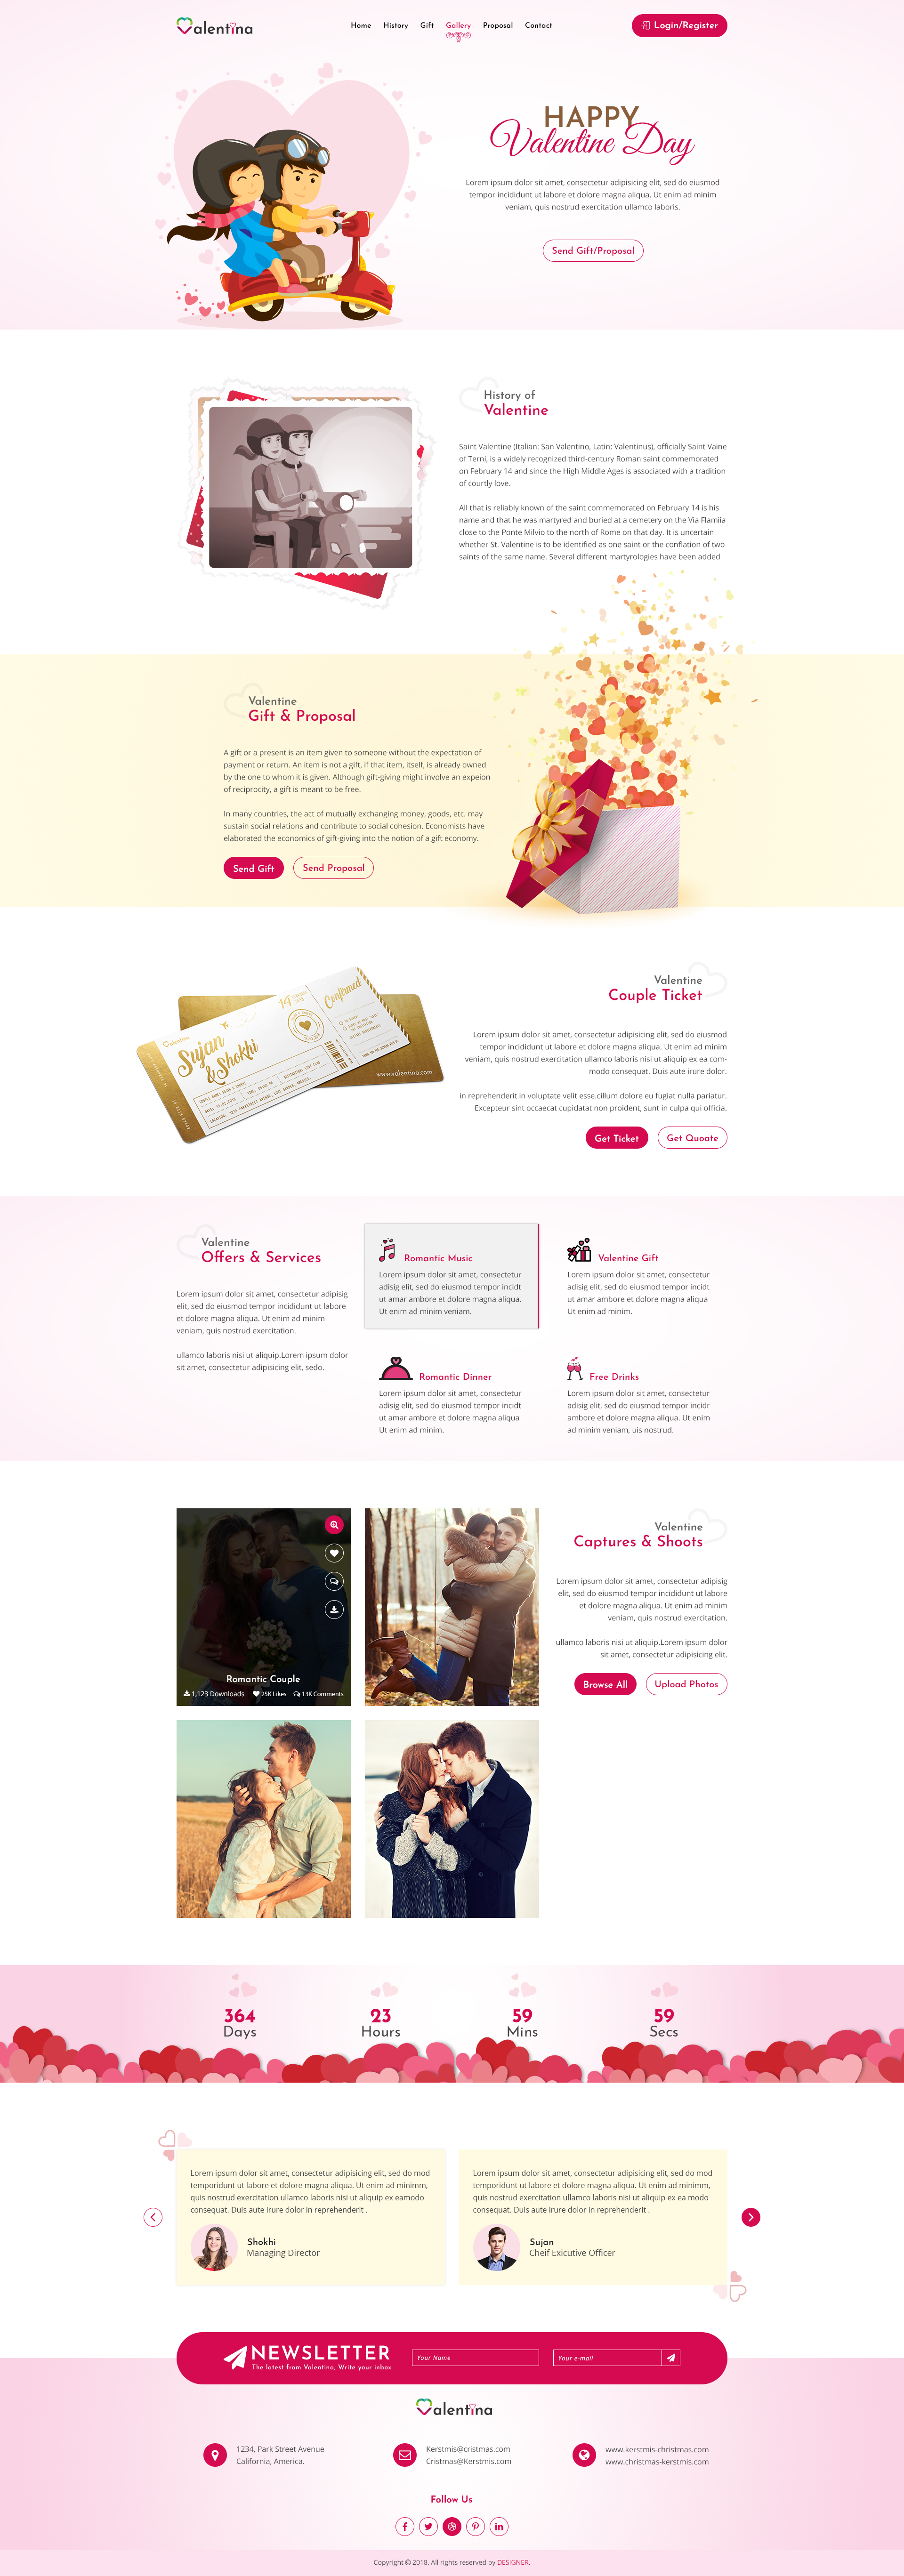 Valentina
Home History Gift Gallery Proposal Contact
Login/Register
HAPPY
Valentine Day
Lorem ipsum dolor sit amet, consectetur adipisicing elit, sed do eiusmod
tempor incididunt ut labore et dolore magna aliqua. Ut enim ad minim
veniam, quis nostrud exercitation ullamco laboris.
Send Gift/Proposal
History of
Valentine
Saint Valentine (Italian: San Valentino, Latin: Valentinus), officially Saint Vaine
of Terni, is a widely recognized third-century Roman saint commemorated
on February 14 and since the High Middle Ages is associated with a tradition
of courtly love.
All that is reliably known of the saint commemorated on February 14 is his
name and that he was martyred and buried at a cemetery on the Via Flamiia
close to the Ponte Milvio to the north of Rome on that day. It is uncertain
whether St. Valentine is to be identified as one saint or the conflation of two
saints of the same name. Several different martyrologies have been added
Valentine
Gift & Proposal
A gift or a present is an item given to someone without the expectation of
payment or return. An item is not a gift, if that item, itself, is already owned
by the one to whom it is given. Although gift-giving might involve an expeion
of reciprocity, a gift is meant to be free.
In many countries, the act of mutually exchanging money, goods, etc. may
sustain social relations and contribute to social cohesion. Economists have
elaborated the economics of gift-giving into the notion of a gift economy.
Send Gift
Send Proposal
Valentina
Sujan
& Shokhi
14
Confirmed
www.valentina.com
Valentine
Couple Ticket
Lorem ipsum dolor sit amet, consectetur adipisicing elit, sed do eiusmod
tempor incididunt ut labore et dolore magna aliqua. Ut enim ad minim
veniam, quis nostrud exercitation ullamco laboris nisi ut aliquip ex ea com-
modo consequat. Duis aute irure dolor.
in reprehenderit in voluptate velit esse.cillum dolore eu fugiat nulla pariatur.
Excepteur sint occaecat cupidatat non proident, sunt in culpa qui officia.
Get Ticket
Get Quoate
Valentine
Offers & Services
Lorem ipsum dolor sit amet, consectetur adipisig
elit, sed do eiusmod tempor incididunt ut labore
et dolore magna aliqua. Ut enim ad minim
veniam, quis nostrud exercitation.
ullamco laboris nisi ut aliquip.Lorem ipsum dolor
sit amet, consectetur adipisicing elit, sedo.
Romantic Music
Lorem ipsum dolor sit amet, consectetur
adisig elit, sed do eiusmod tempor incidt
ut amar ambore et dolore magna aliqua.
Ut enim ad minim veniam.
Valentine Gift
Lorem ipsum dolor sit amet, consectetur
adisig elit, sed do eiusmod tempor incidt
ut amar ambore et dolore magna aliqua
Ut enim ad minim.
Romantic Dinner
Lorem ipsum dolor sit amet, consectetur
adisig elit, sed do eiusmod tempor incidt
ut amar ambore et dolore magna aliqua
Ut enim ad minim.
Free Drinks
Lorem ipsum dolor sit amet, consectetur
adisig elit, sed do eiusmod tempor incidr
ambore et dolore magna aliqua. Ut enim
ad minim veniam, uis nostrud.
Romantic Couple
1,123 Downloads 25K Likes 13K Comments
Valentine
Captures & Shoots
Lorem ipsum dolor sit amet, consectetur adipisig
elit, sed do eiusmod tempor incididunt ut labore
et dolore magna aliqua. Ut enim ad minim
veniam, quis nostrud exercitation.
ullamco laboris nisi ut aliquip.Lorem ipsum dolor
sit amet, consectetur adipisicing elit.
Browse All
Upload Photos
364 23 59 59
Days Hours Mins Secs
Lorem ipsum dolor sit amet, consectetur adipisicing elit, sed do mod
temporidunt ut labore et dolore magna aliqua. Ut enim ad minimm,
quis nostrud exercitation ullamco laboris nisi ut aliquip ex eamodo
consequat. Duis aute irure dolor in reprehenderit .
Shokhi
Managing Director
Lorem ipsum dolor sit amet, consectetur adipisicing elit, sed do mod
temporidunt ut labore et dolore magna aliqua. Ut enim ad minim,
quis nostrud exercitation ullamco laboris nisi ut aliquip ex ea modo
consequat. Duis aute irure dolor in reprehenderit .
Sujan
Cheif Exicutive Officer
NEWSLETTER
The latest from Valentina, Write your inbox
Your Name
Your e-mail
Valentina
1234, Park Street Avenue
California, America.
Kerstmis@cristmas.com
Cristmas@Kerstmis.com
www.kerstmis-christmas.com
www.christmas-kerstmis.com
Follow Us
Copyright © 2018. All rights reserved by DESIGNER.